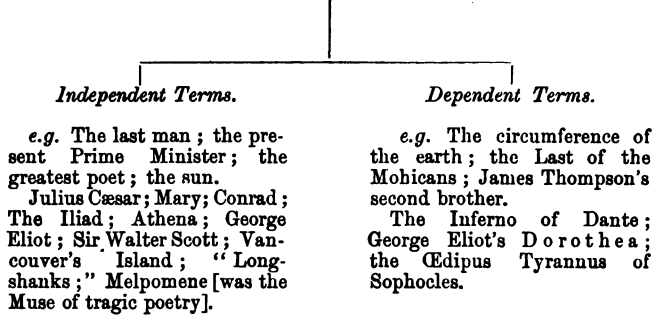 Independent Terms.
e.g. The last man ; the pre-
sent Prime Minister ; the
greatest poet ; the sun.
Julius Cæsar ; Mary ; Conrad ;
The Iliad ; Athena ; George
Eliot ; Sir Walter Scott ; Van-
couver's Island ; “ Long-
shanks ;” Melpomene [was the
Muse of tragic poetry].
Dependent Terms.
e.g. The circumference of
the earth ; the Last of the
Mohicans ; James Thompson's
second brother.
The Inferno of Dante ;
George Eliot's Dorothea ;
the Œdipus Tyrannus of
Sophocles.